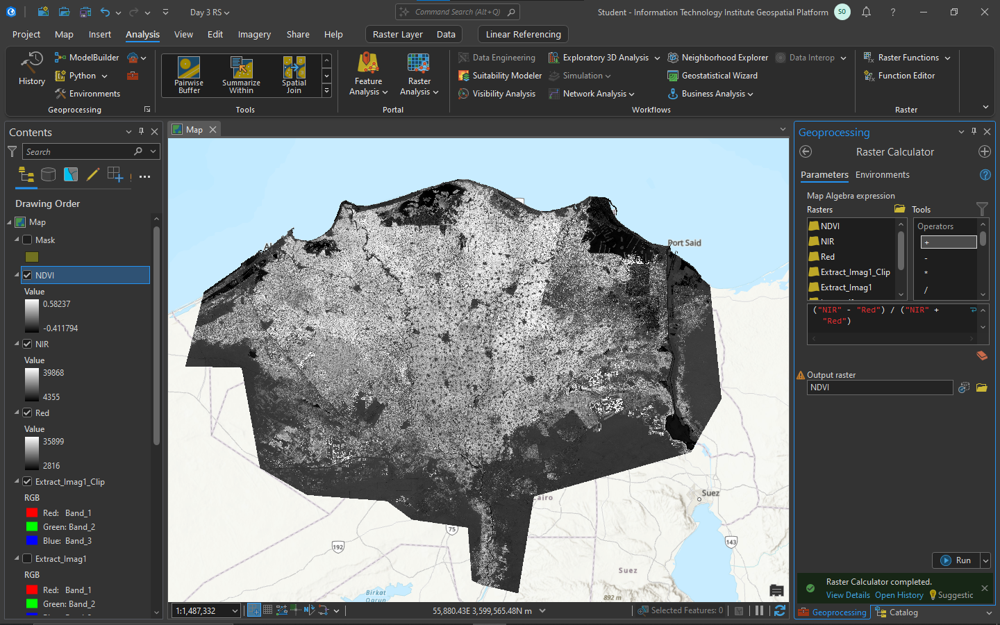 Day 3 RS
Command Search (Alt+Q)
Student - Information Technology Institute Geospatial Platform
SO
?
Project
Map
Insert
Analysis
View
Edit
Imagery
Share
Help
Raster Layer
Data
Linear Referencing
History
ModelBuilder
Python
Environments
Geoprocessing
Pairwise
Buffer
Summarize
Within
Spatial
Join
Tools
Feature
Analysis
Raster
Analysis
Portal
Data Engineering
Suitability Modeler
Visibility Analysis
Exploratory 3D Analysis
Simulation
Network Analysis
Neighborhood Explorer
Geostatistical Wizard
Business Analysis
Data Interop
Workflows
Raster Functions
Function Editor
Raster
Contents
Search
Drawing Order
Map
Mask
NDVI
Value
0.58237
-0.411794
NIR
Value
39868
4355
Red
Value
35899
2816
Extract_Imag1_Clip
RGB
Red: Band_1
Green: Band_2
Blue: Band_3
Extract_Imag1
RGB
Red: Band_1
Green: Band_2
Map
Port Said
Cairo
Suez
75
192
143
Suez
892 m
Birkat
Qarun
1:1,487,332
55,880.43E 3,599,565.48N m
Selected Features: 0
Geoprocessing
Raster Calculator
Parameters
Environments
?
Map Algebra expression
Rasters
Tools
NDVI
NIR
Red
Extract_Imag1_Clip
Extract_Imag1
Operators
+
-
*
/
("NIR" - "Red") / ("NIR" +
"Red")
Output raster
NDVI
Run
Raster Calculator completed.
View Details
Open History
Suggestic
Geoprocessing
Catalog